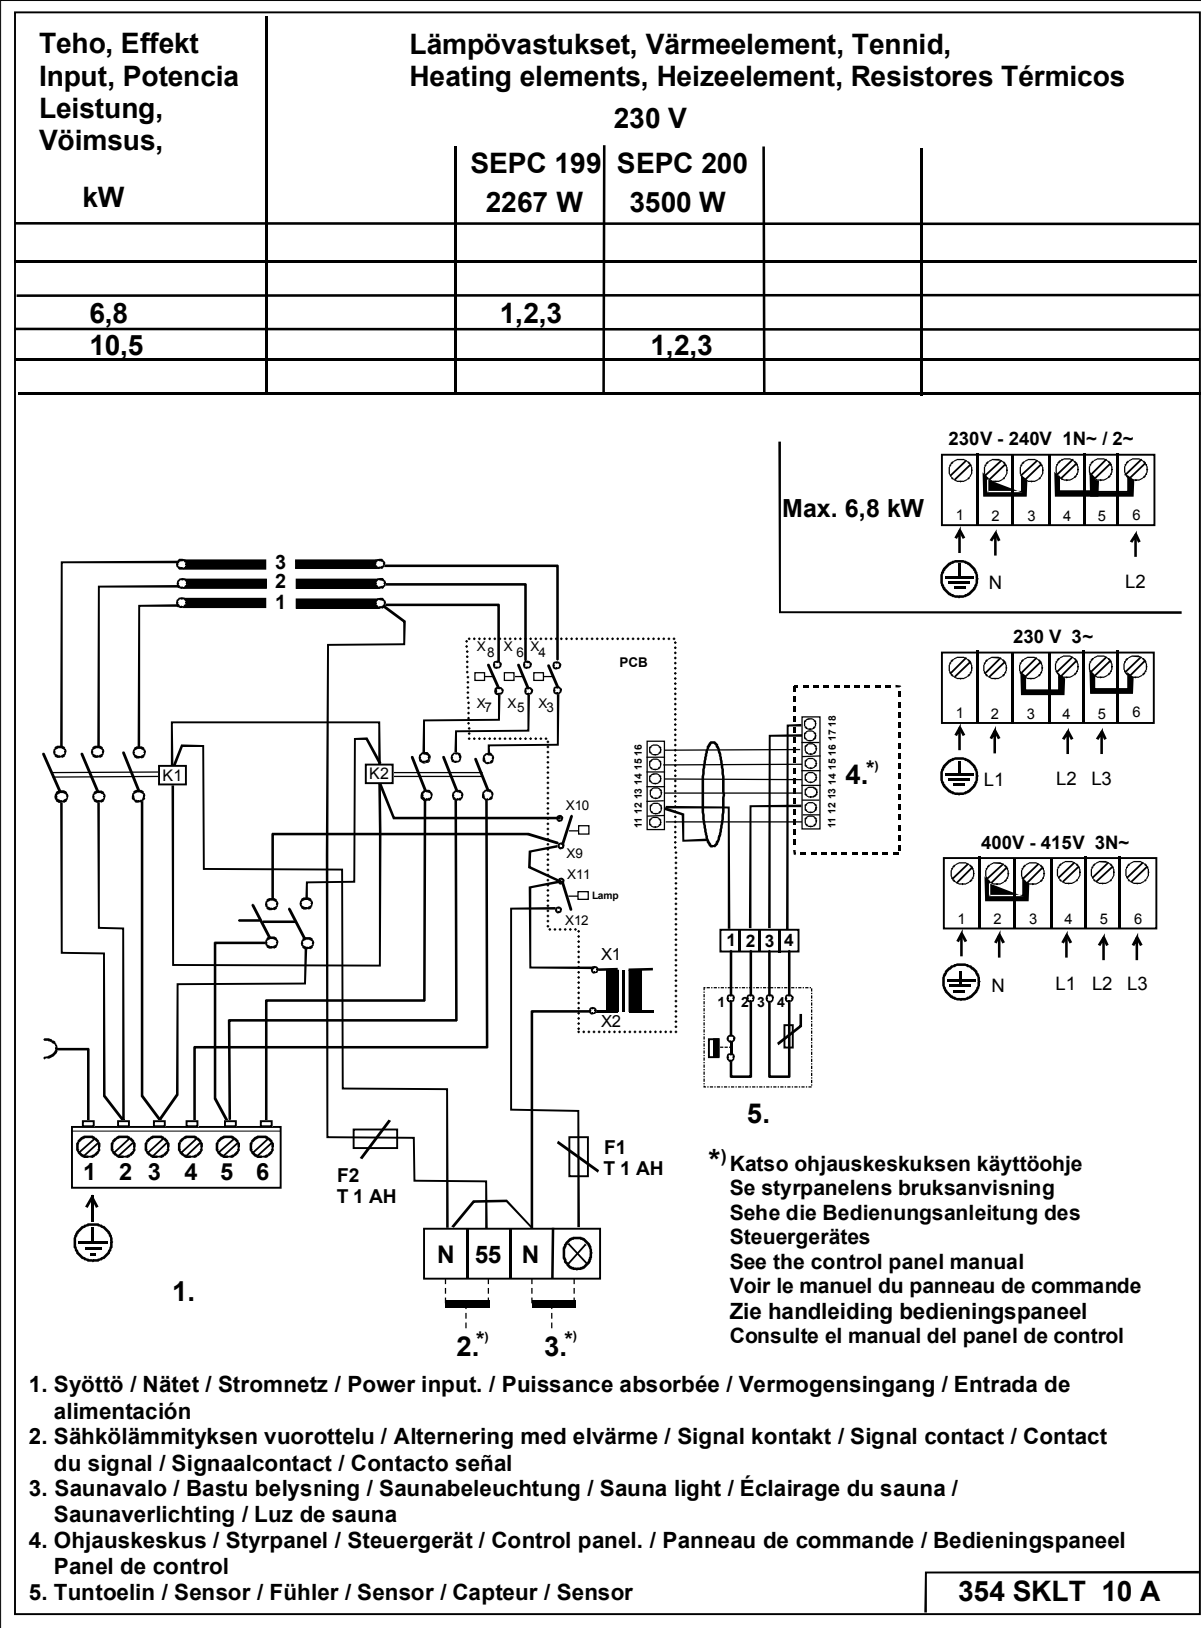 Teho, Effekt
Input, Potencia
Leistung,
Vöimsus,
kW
Lämpövastukset, Värmeelement, Tennid,
Heating elements, Heizeelement, Resistores Térmicos
230 V
SEPC 199 SEPC 200
2267 W 3500 W
6,8 1,2,3
10,5 1,2,3
230V - 240V 1N~ / 2~
Max. 6,8 kW
1 2 3 4 5 6
N L2
230 V 3~
1 2 3 4 5 6
L1 L2 L3
400V - 415V 3N~
1 2 3 4 5 6
N L1 L2 L3
3
2
1
X8 X6 X4
PCB
X7 X5 X3
K1 K2
16
15
14
13
12
11
18
17
16
15
14
13
12
11
4.*)
X10
X9
X11
Lamp
X12
X1
X2
1 2 3 4
1 2 3 4
5.
1 2 3 4 5 6
1.
F2
T 1 AH
F1
T 1 AH
N 55 N
2.*) 3.*)
*) Katso ohjauskeskuksen käyttöohje
Se styrpanelens bruksanvisning
Sehe die Bedienungsanleitung des
Steuergerätes
See the control panel manual
Voir le manuel du panneau de commande
Zie handleiding bedieningspaneel
Consulte el manual del panel de control
1. Syöttö / Nätet / Stromnetz / Power input. / Puissance absorbée / Vermogensingang / Entrada de
alimentación
2. Sähkölämmityksen vuorottelu / Alternering med elvärme / Signal kontakt / Signal contact / Contact
du signal / Signaalcontact / Contacto señal
3. Saunavalo / Bastu belysning / Saunabeleuchtung / Sauna light / Éclairage du sauna /
Saunaverlichting / Luz de sauna
4. Ohjauskeskus / Styrpanel / Steuergerät / Control panel. / Panneau de commande / Bedieningspaneel
Panel de control
5. Tuntoelin / Sensor / Fühler / Sensor / Capteur / Sensor
354 SKLT 10 A